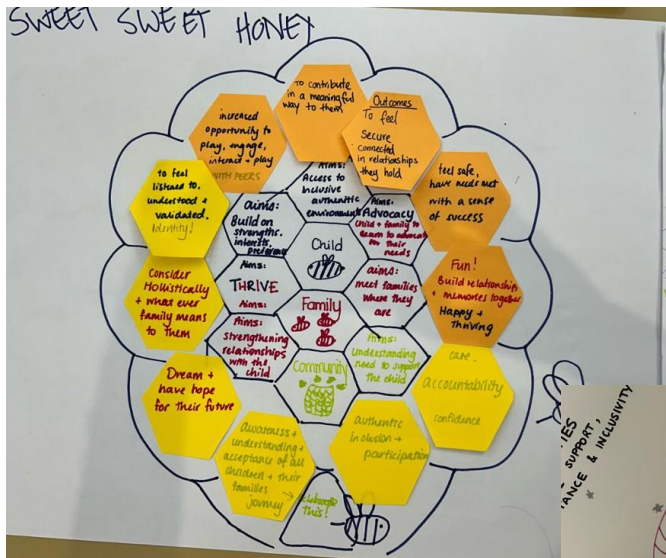 SWEET SWEET HONEY
To contribute
in a meaningful
way to them
Outcomes
To feel
Secure
connected
in relationships
they hold
increased
opportunity to
play, engage,
interact + play
WITH PEERS
to feel
listened to,
understood +
validated.
Identity!
feel safe,
have needs met
with a sense
of success
Aims:
Access to
Inclusive
authentic
environments
aims:
Build on
strengths,
interests,
Aims:
Advocacy
Child + family to
learn to advocate
for their
needs
Child
Consider
Hollistically
+ what ever
family means
to them
Aims:
THRIVE
Aims:
aims:
meet families
where they
are
Fun!
Build relationships
+ memories together
Happy +
Thriving
Family
Aims:
strengthening
relationships
with the
child
Aims:
understanding
need to support
the child
Community
Dream +
have hope
for their future
care.
accountability
confidence
awareness +
understanding +
acceptance of all
children + their
families
journey
authentic
inclusion +
participation
this!
SUPPORT,
& INCLUSIVITY